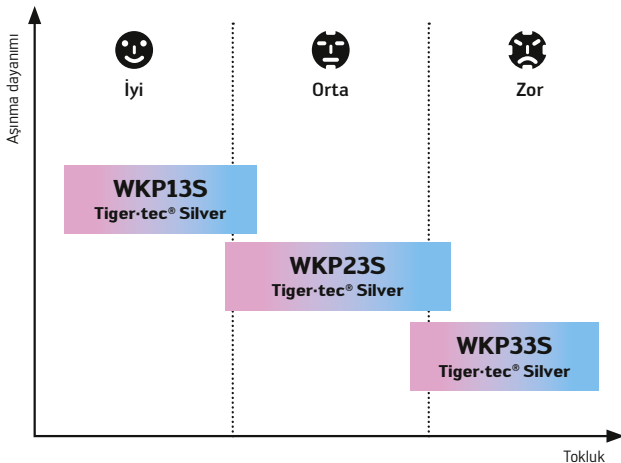 Aşınma dayanımı
İyi
Orta
Zor
WKP13S
Tiger·tec® Silver
WKP23S
Tiger·tec® Silver
WKP33S
Tiger·tec® Silver
Tokluk